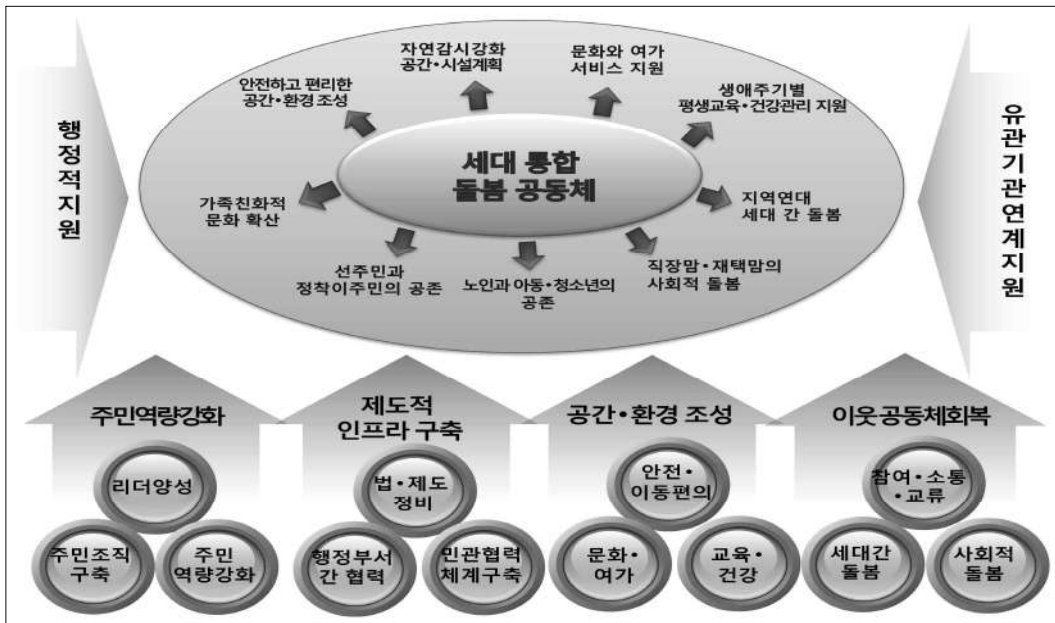 자연감시강화
공간•시설계획
문화와 여가
서비스 지원
안전하고 편리한
공간•환경 조성
생애주기별
평생교육•건강관리 지원
행정적지원
세대 통합
돌봄 공동체
유관기관연계지원
가족친화적
문화 확산
지역연대
세대 간 돌봄
선주민과
정착이주민의 공존
노인과 아동•청소년의
공존
직장맘•재택맘의
사회적 돌봄
주민역량강화
제도적
인프라 구축
공간•환경 조성
이웃공동체회복
리더양성
법•제도
정비
안전•
이동편의
참여•소통
•교류
주민조직
구축
주민
역량강화
행정부서
간 협력
민관협력
체계구축
문화•
여가
교육•
건강
세대간
돌봄
사회적
돌봄